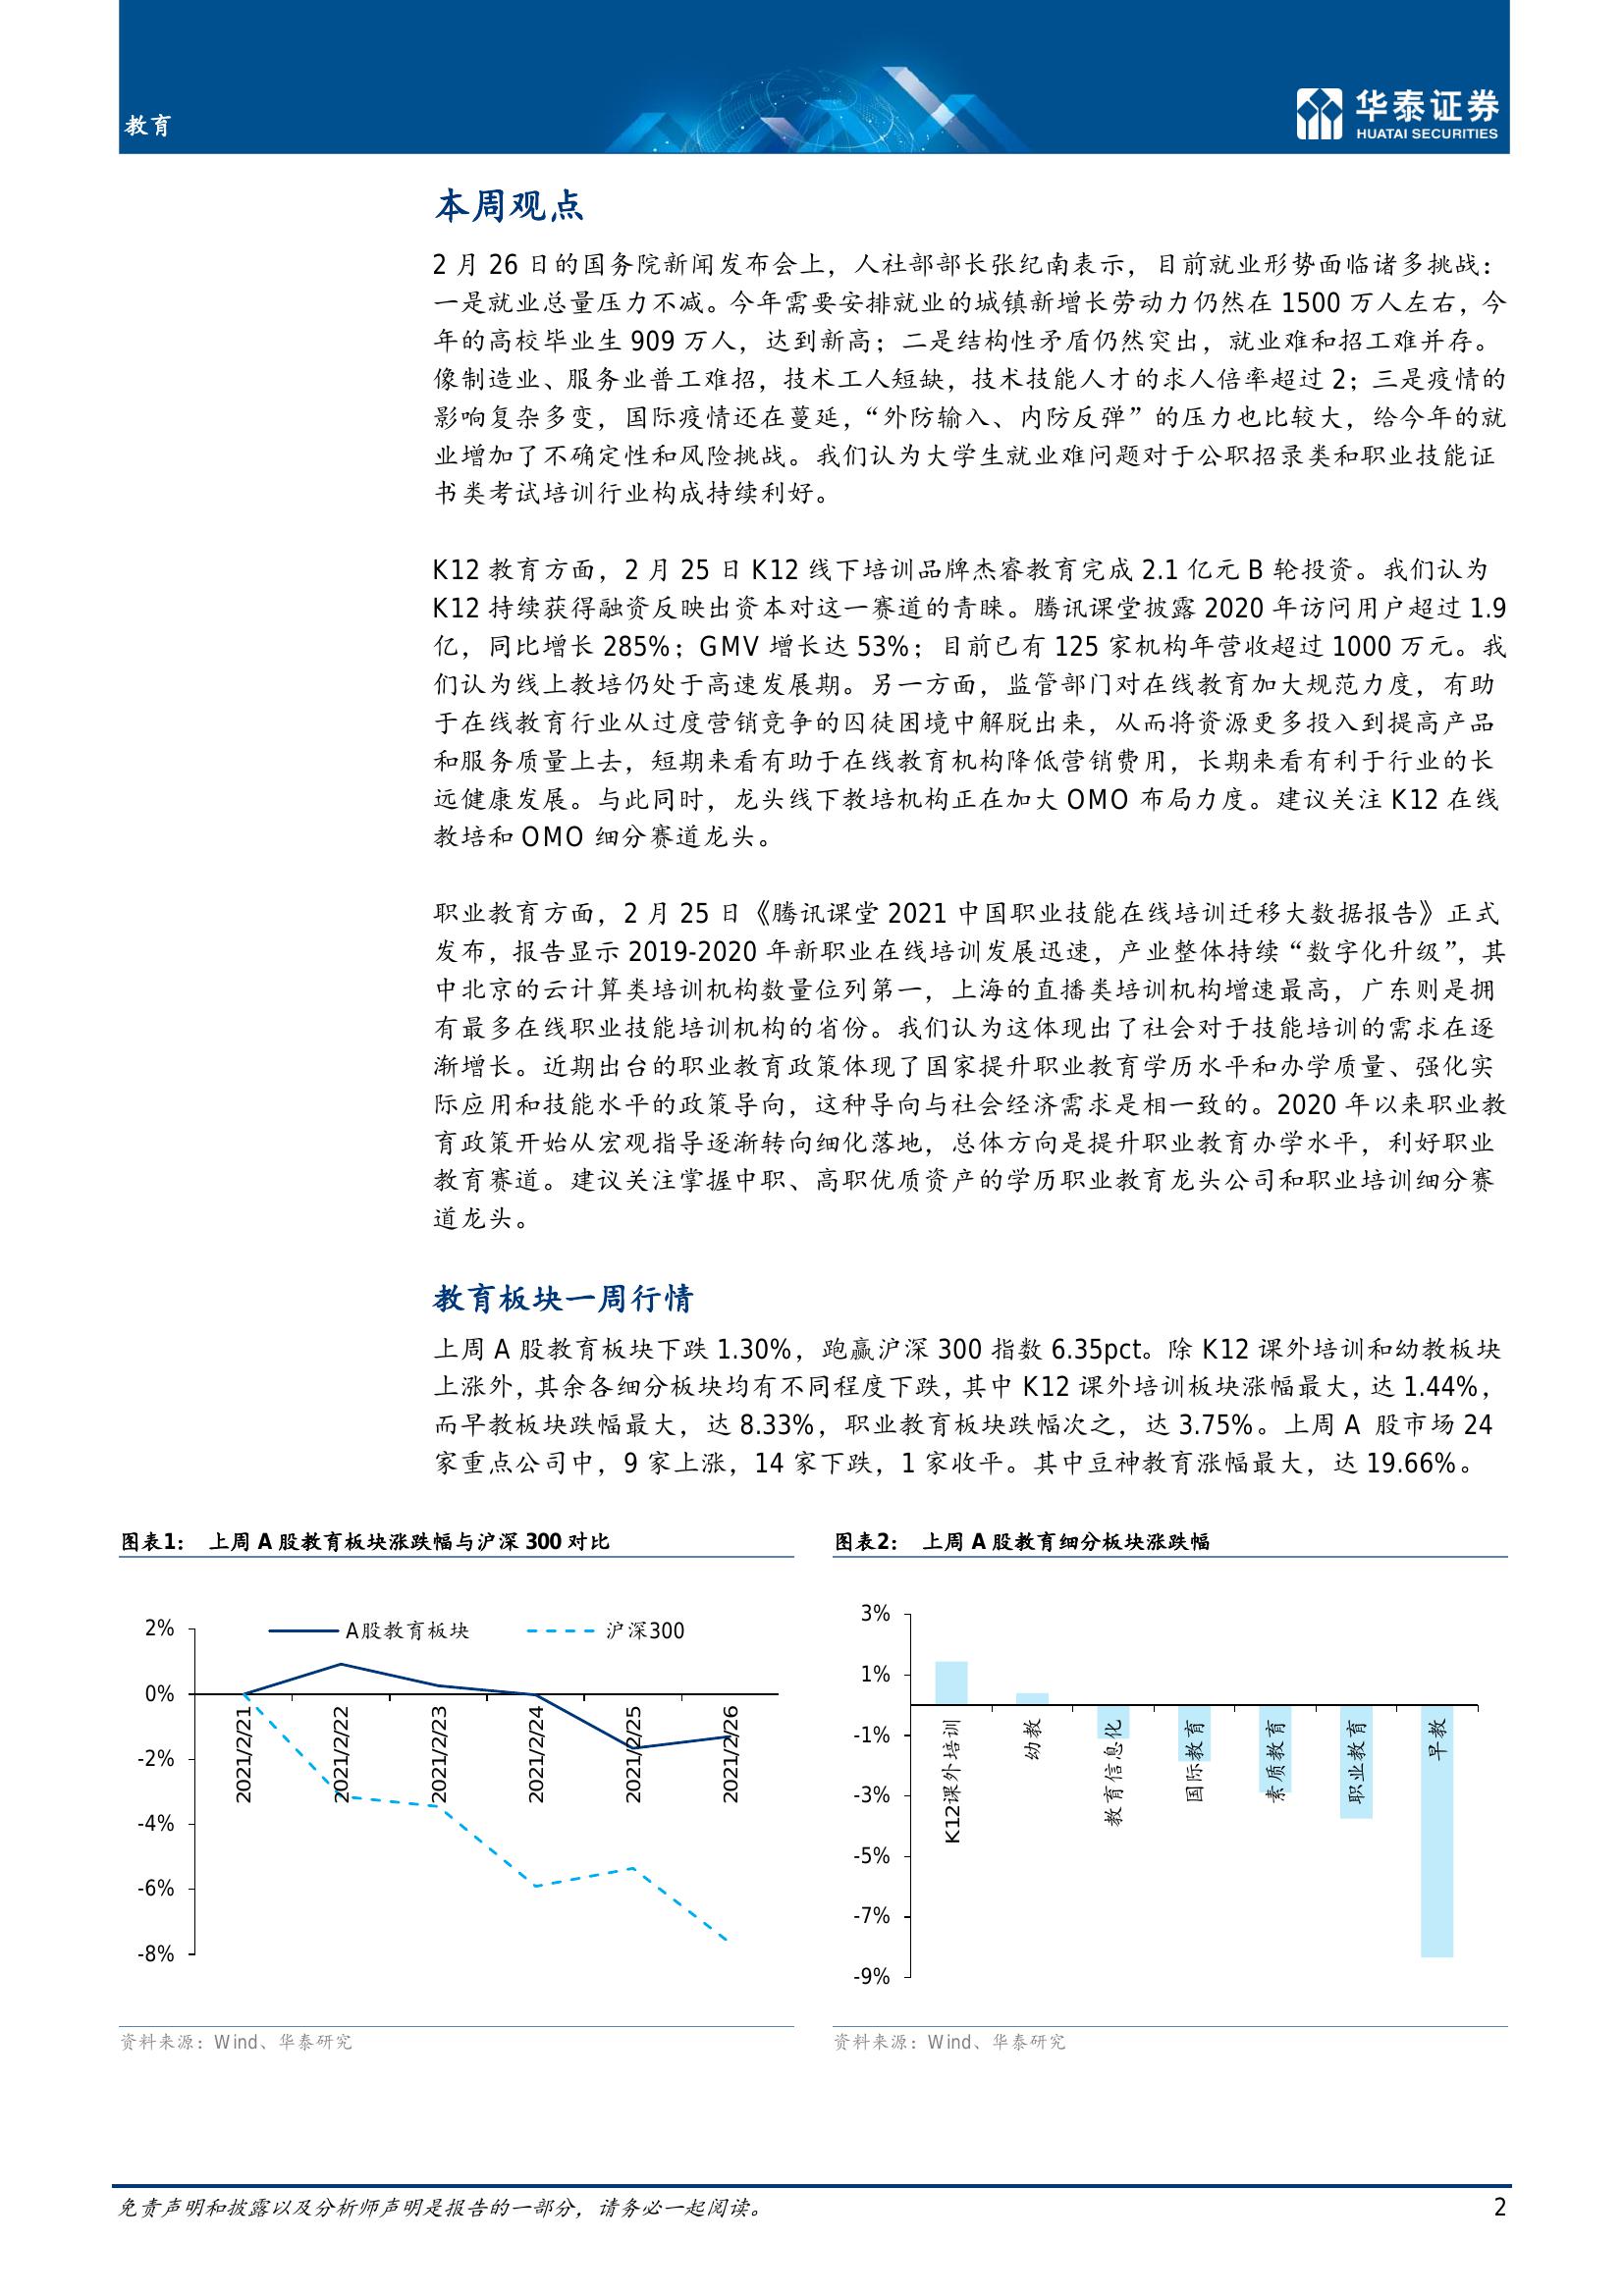 教育
华泰证券
HUATAI SECURITIES
本周观点
2 月 26 日的国务院新闻发布会上，人社部部长张纪南表示，目前就业形势面临诸多挑战：
一是就业总量压力不减。今年需要安排就业的城镇新增长劳动力仍然在 1500 万人左右，今
年的高校毕业生 909 万人，达到新高；二是结构性矛盾仍然突出，就业难和招工难并存。
像制造业、服务业普工难招，技术工人短缺，技术技能人才的求人倍率超过 2；三是疫情的
影响复杂多变，国际疫情还在蔓延，“外防输入、内防反弹”的压力也比较大，给今年的就
业增加了不确定性和风险挑战。我们认为大学生就业难问题对于公职招录类和职业技能证
书类考试培训行业构成持续利好。
K12 教育方面，2 月 25 日 K12 线下培训品牌杰睿教育完成 2.1 亿元 B 轮投资。我们认为
K12 持续获得融资反映出资本对这一赛道的青睐。腾讯课堂披露 2020 年访问用户超过 1.9
亿，同比增长 285%；GMV 增长达 53%；目前已有 125 家机构年营收超过 1000 万元。我
们认为线上教培仍处于高速发展期。另一方面，监管部门对在线教育加大规范力度，有助
于在线教育行业从过度营销竞争的囚徒困境中解脱出来，从而将资源更多投入到提高产品
和服务质量上去，短期来看有助于在线教育机构降低营销费用，长期来看有利于行业的长
远健康发展。与此同时，龙头线下教培机构正在加大 OMO 布局力度。建议关注 K12 在线
教培和 OMO 细分赛道龙头。
职业教育方面，2 月 25 日《腾讯课堂 2021 中国职业技能在线培训迁移大数据报告》正式
发布，报告显示 2019-2020 年新职业在线培训发展迅速，产业整体持续“数字化升级”，其
中北京的云计算类培训机构数量位列第一，上海的直播类培训机构增速最高，广东则是拥
有最多在线职业技能培训机构的省份。我们认为这体现出了社会对于技能培训的需求在逐
渐增长。近期出台的职业教育政策体现了国家提升职业教育学历水平和办学质量、强化实
际应用和技能水平的政策导向，这种导向与社会经济需求是相一致的。2020 年以来职业教
育政策开始从宏观指导逐渐转向细化落地，总体方向是提升职业教育办学水平，利好职业
教育赛道。建议关注掌握中职、高职优质资产的学历职业教育龙头公司和职业培训细分赛
道龙头。
教育板块一周行情
上周 A 股教育板块下跌 1.30%，跑赢沪深 300 指数 6.35pct。除 K12 课外培训和幼教板块
上涨外，其余各细分板块均有不同程度下跌，其中 K12 课外培训板块涨幅最大，达 1.44%，
而早教板块跌幅最大，达 8.33%，职业教育板块跌幅次之，达 3.75%。上周 A 股市场 24
家重点公司中，9 家上涨，14 家下跌，1 家收平。其中豆神教育涨幅最大，达 19.66%。
图表1： 上周 A 股教育板块涨跌幅与沪深 300 对比
2%
0%
-2%
-4%
-6%
-8%
A股教育板块
沪深300
2021/2/21
2021/2/22
2021/2/23
2021/2/24
2021/2/25
2021/2/26
资料来源：Wind、华泰研究
图表2： 上周 A 股教育细分板块涨跌幅
3%
1%
-1%
-3%
-5%
-7%
-9%
K12课外培训
幼教
教育信息化
国际教育
素质教育
职业教育
早教
资料来源：Wind、华泰研究
免责声明和披露以及分析师声明是报告的一部分，请务必一起阅读。
2